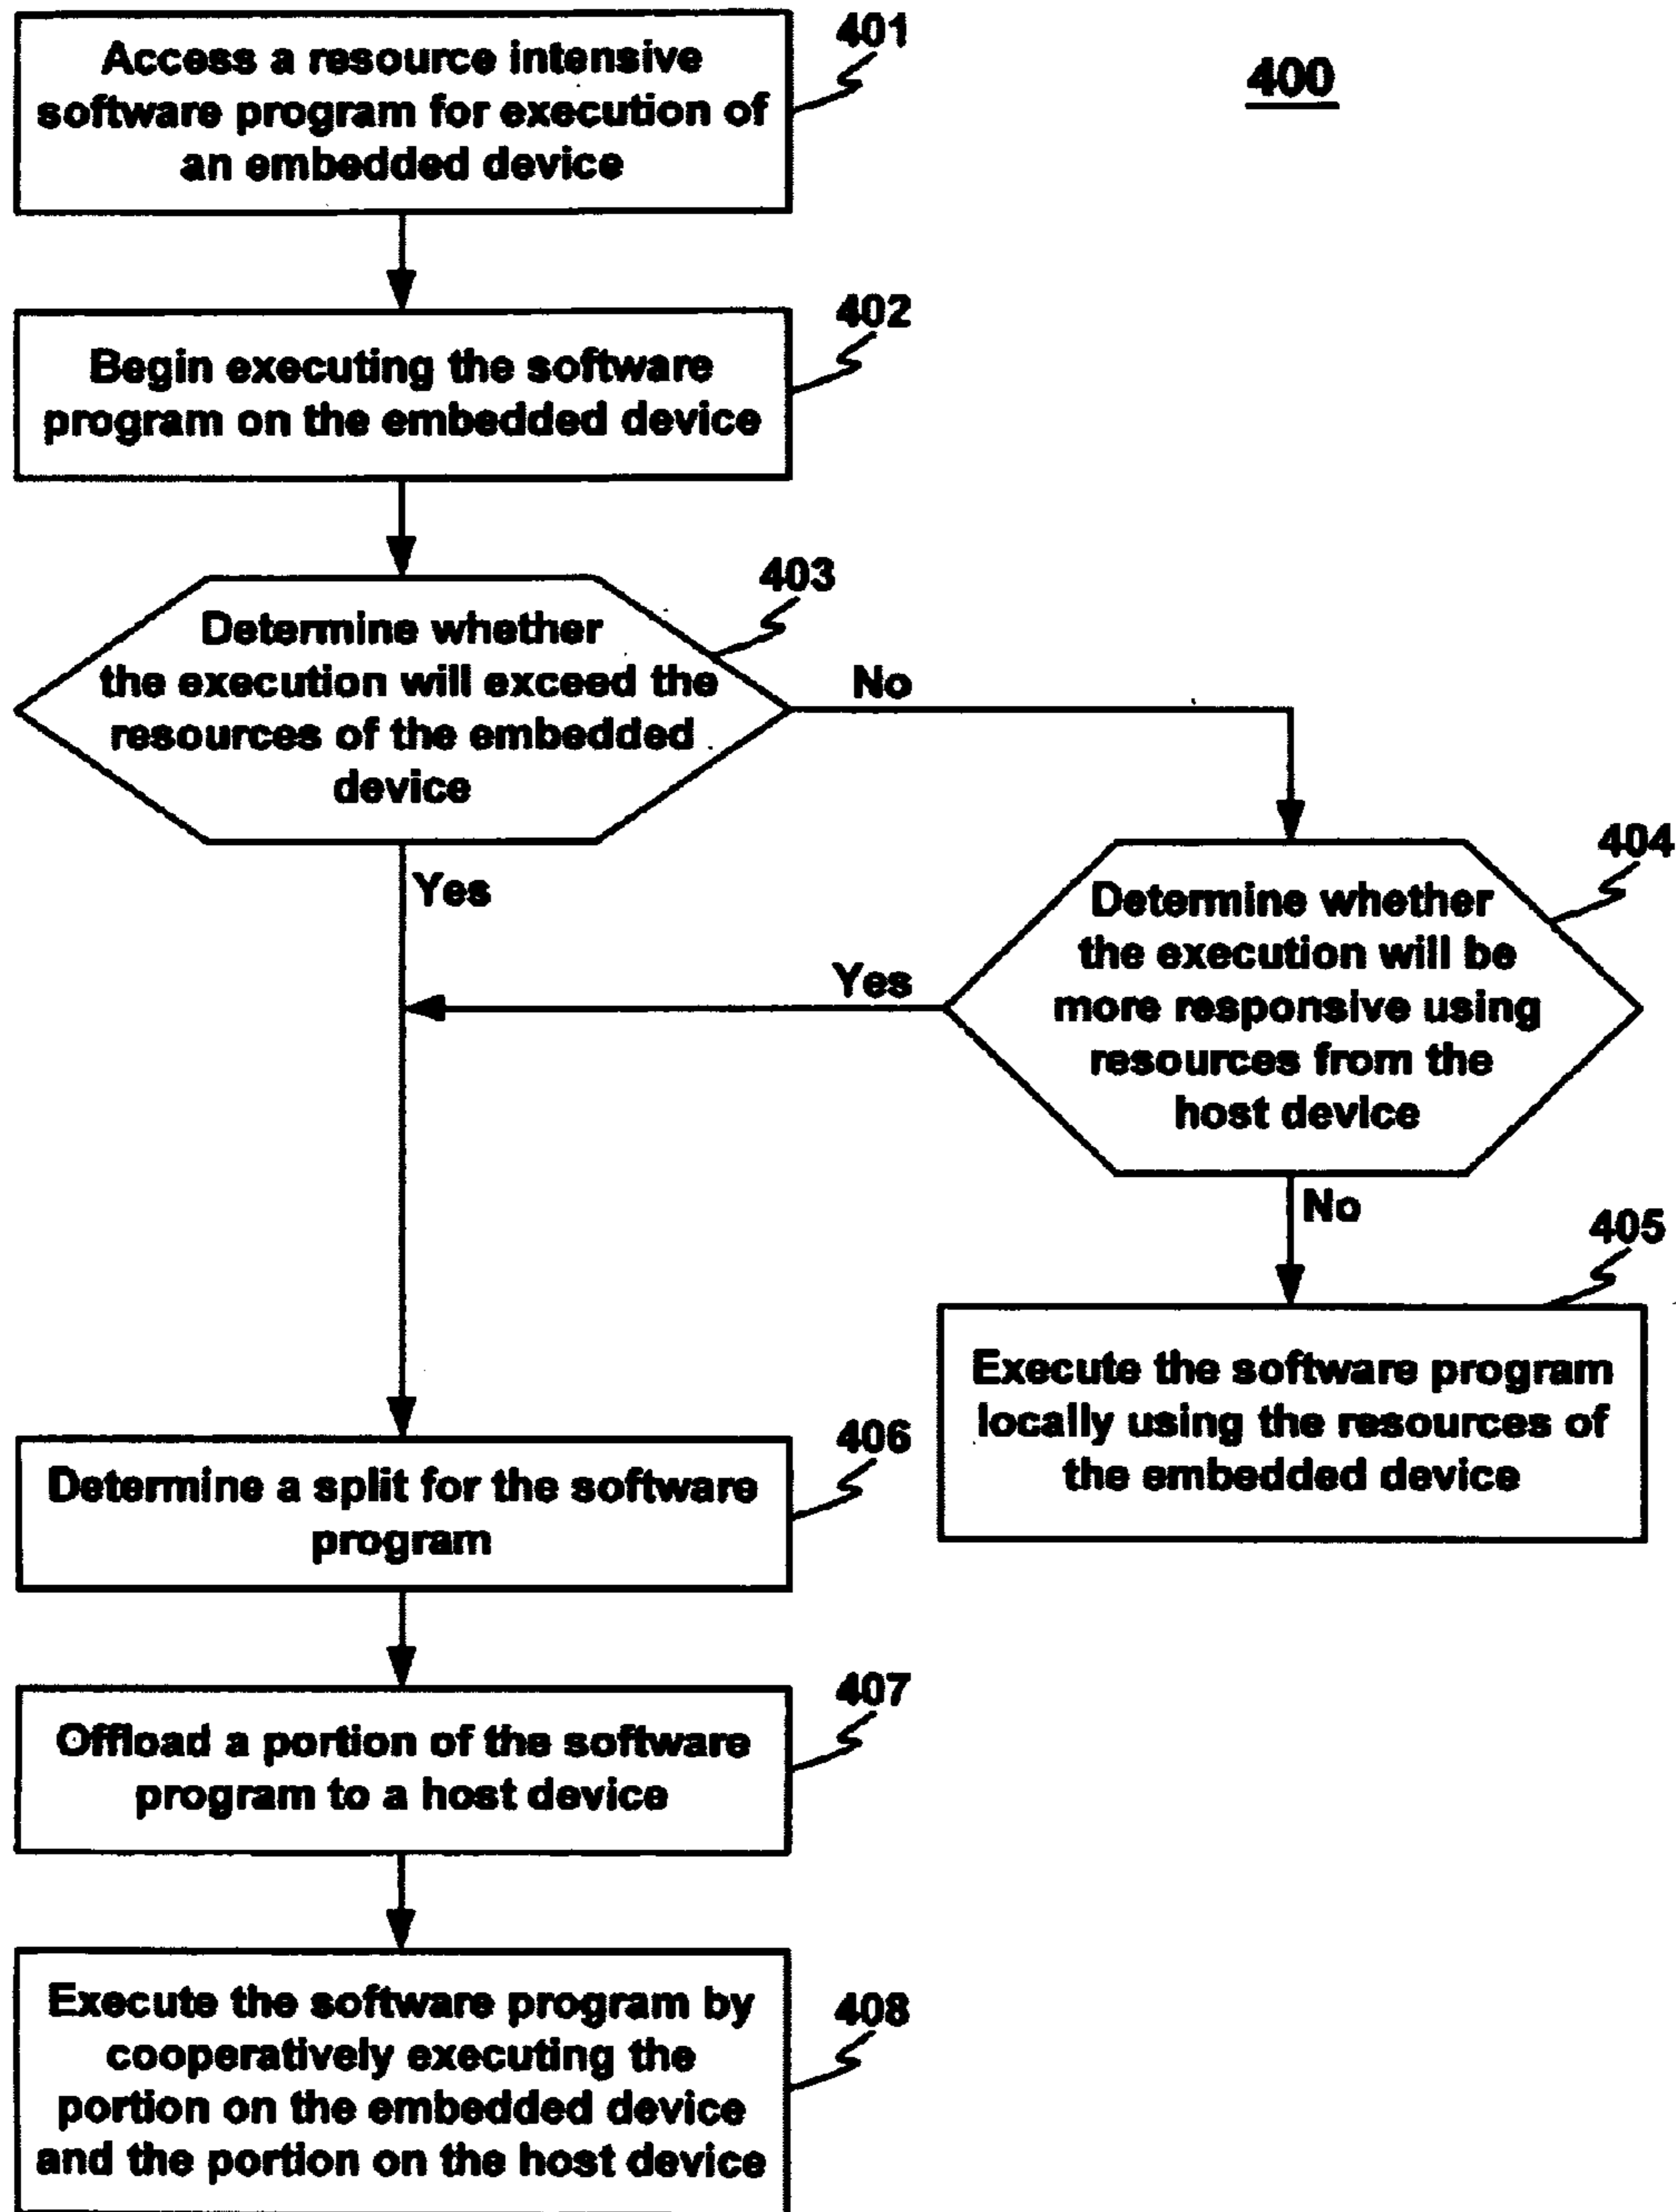 401
400
Access a resource intensive
software program for execution of
an embedded device
402
Begin executing the software
program on the embedded device
403
Determine whether
the execution will exceed the
resources of the embedded
device
No
Yes
404
Determine whether
the execution will be
more responsive using
resources from the
host device
Yes
No
405
Execute the software program
locally using the resources of
the embedded device
406
Determine a split for the software
program
407
Offload a portion of the software
program to a host device
408
Execute the software program by
cooperatively executing the
portion on the embedded device
and the portion on the host device